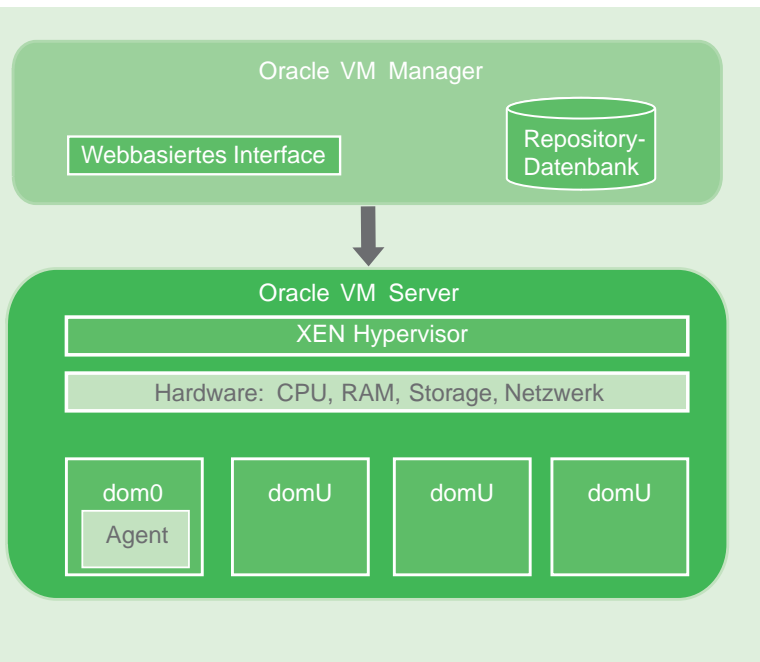 Oracle VM Manager
Webbasiertes Interface
Repository-
Datenbank
Oracle VM Server
XEN Hypervisor
Hardware: CPU, RAM, Storage, Netzwerk
dom0
Agent
domU
domU
domU